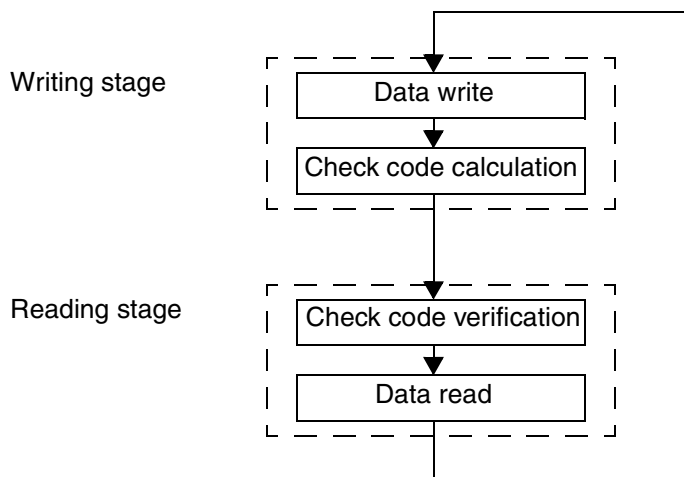 Writing stage
Data write
Check code calculation
Reading stage
Check code verification
Data read